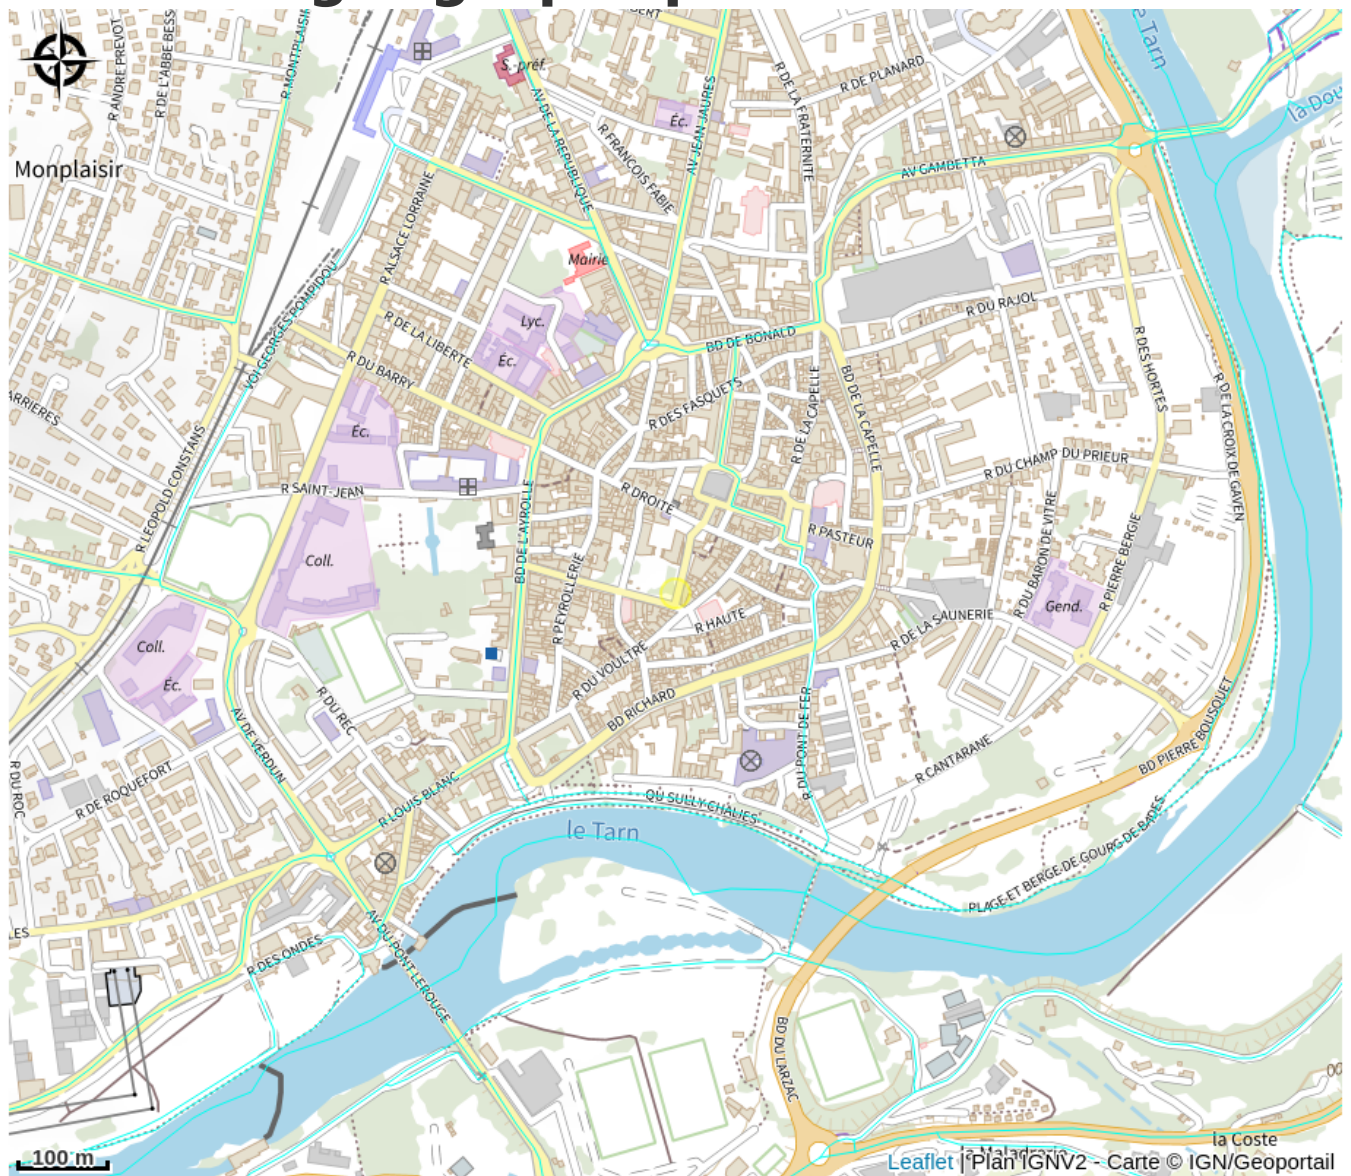 BERT
le Tarn
S.-préf.
R MONTPLAISIR
R ANDRE PREVOT
R DE L'ABBE BESS
R DE PLANARD
R DE LA FRATERNITE
la Dou
Éc.
AV DE LA REPUBLIQUE
R FRANCOIS FABIE
AV JEAN JAURES
AV GAMBETTA
Monplaisir
R ALSACE LORRAINE
Mairie
VOI GEORGES POMPIDOU
R DU RAJOL
Lyc.
R DE LA LIBERTE
BD DE BONALD
Éc.
R DU BARRY
R DES HORTES
R DES FASQUETS
R DE LA CAPELLE
BD DE LA CAPELLE
R DE LA CROIX DE GAVEN
ARRIERES
Éc.
R LEOPOLD CONSTANS
R DU CHAMP DU PRIEUR
R SAINT-JEAN
R DROITE
BD DE L'AYROLLE
R PASTEUR
R DU BARON DE VITRE
R PIERRE BERGIE
Coll.
R PEYROLLERIE
Gend.
R HAUTE
R DE LA SAUNERIE
Coll.
Éc.
R DU VOULTRE
R DU REC
BD RICHARD
AV DE VERDUN
R DU PONT DE FER
BD PIERRE BOUSQUET
R CANTARANE
R DU ROC
R DE ROQUEFORT
R LOUIS BLANC
QU SULLY CHALIES
le Tarn
PLAGE ET BERGE DE GOURG DE BADES
LES
AV DU PONT LEROUGE
R DES ONDES
BD DU LARZAC
la Coste
100 m
la Maladrerie
Leaflet | Plan IGNV2 - Carte © IGN/Geoportail